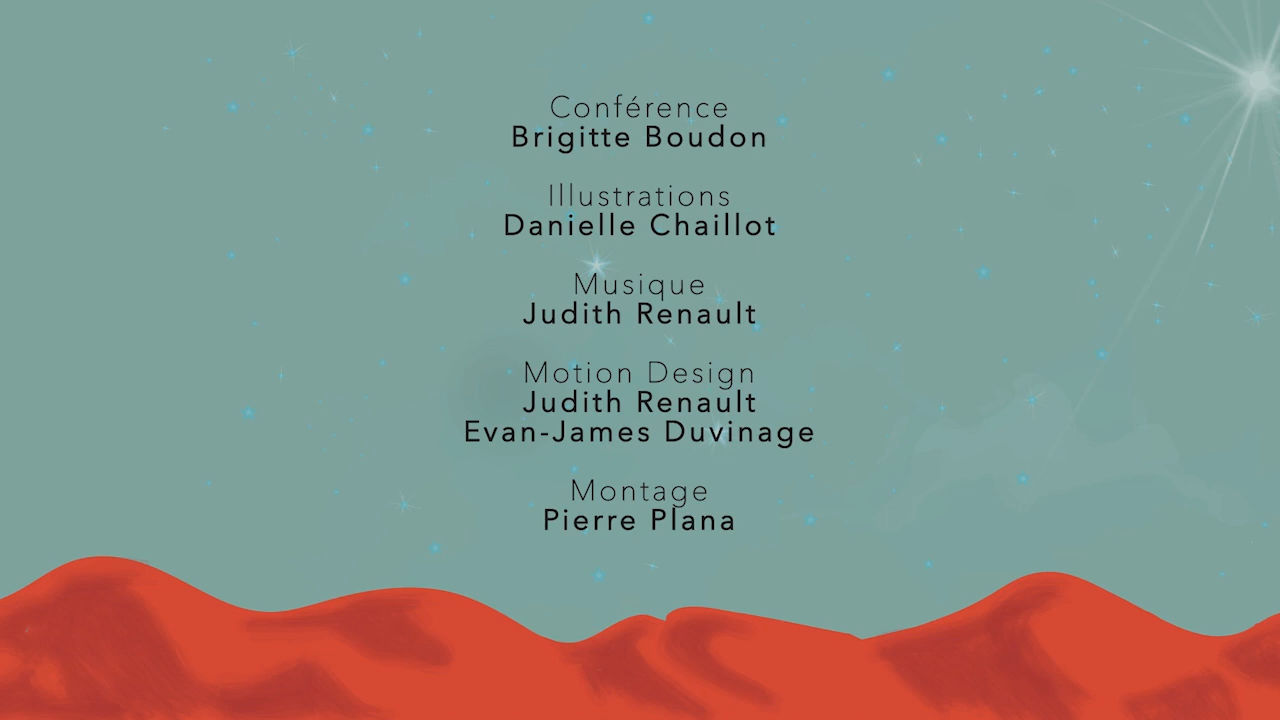 Conférence
Brigitte Boudon
Illustrations
Danielle Chaillot
Musique
Judith Renault
Motion Design
Judith Renault
Evan-James Duvinage
Montage
Pierre Plana